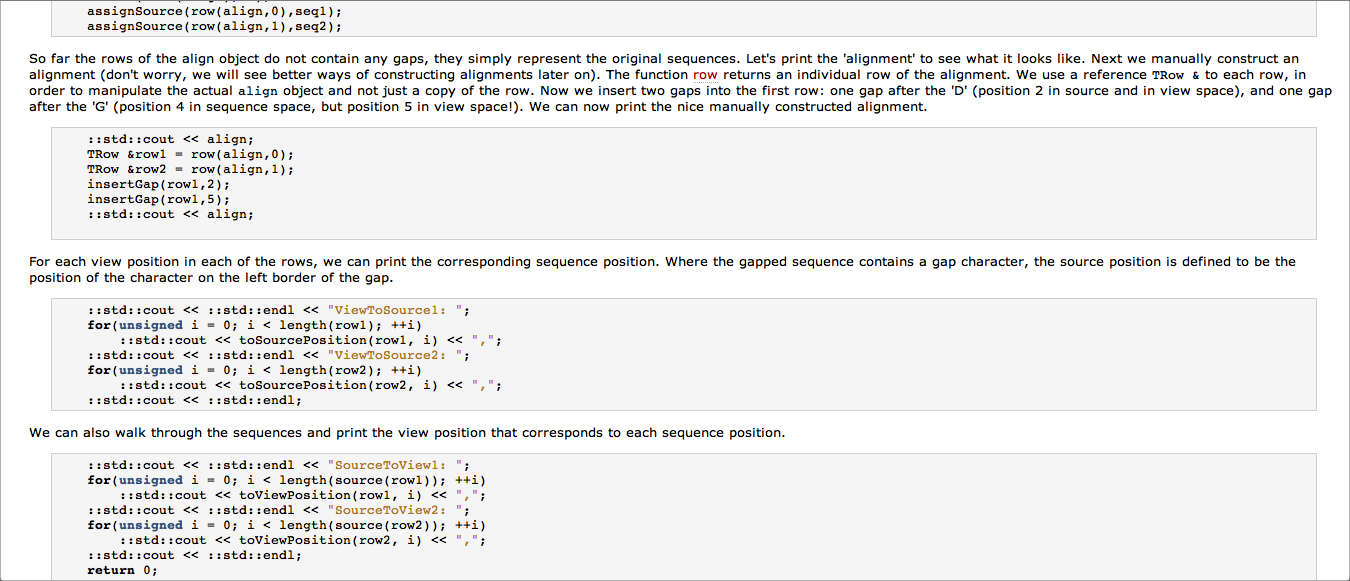 assignSource(row(align,0),seq1);
assignSource(row(align,1),seq2);
So far the rows of the align object do not contain any gaps, they simply represent the original sequences. Let's print the 'alignment' to see what it looks like. Next we manually construct an
alignment (don't worry, we will see better ways of constructing alignments later on). The function row returns an individual row of the alignment. We use a reference TRow & to each row, in
order to manipulate the actual align object and not just a copy of the row. Now we insert two gaps into the first row: one gap after the 'D' (position 2 in source and in view space), and one gap
after the 'G' (position 4 in sequence space, but position 5 in view space!). We can now print the nice manually constructed alignment.
::std::cout << align;
TRow &row1 = row(align,0);
TRow &row2 = row(align,1);
insertGap(row1,2);
insertGap(row1,5);
::std::cout << align;
For each view position in each of the rows, we can print the corresponding sequence position. Where the gapped sequence contains a gap character, the source position is defined to be the
position of the character on the left border of the gap.
::std::cout << ::std::endl << "ViewToSource1: ";
for(unsigned i = 0; i < length(row1); ++i)
::std::cout << toSourcePosition(row1, i) << ",";
::std::cout << ::std::endl << "ViewToSource2: ";
for(unsigned i = 0; i < length(row2); ++i)
::std::cout << toSourcePosition(row2, i) << ",";
::std::cout << ::std::endl;
We can also walk through the sequences and print the view position that corresponds to each sequence position.
::std::cout << ::std::endl << "SourceToView1: ";
for(unsigned i = 0; i < length(source(row1)); ++i)
::std::cout << toViewPosition(row1, i) << ",";
::std::cout << ::std::endl << "SourceToView2: ";
for(unsigned i = 0; i < length(source(row2)); ++i)
::std::cout << toViewPosition(row2, i) << ",";
::std::cout << ::std::endl;
return 0;